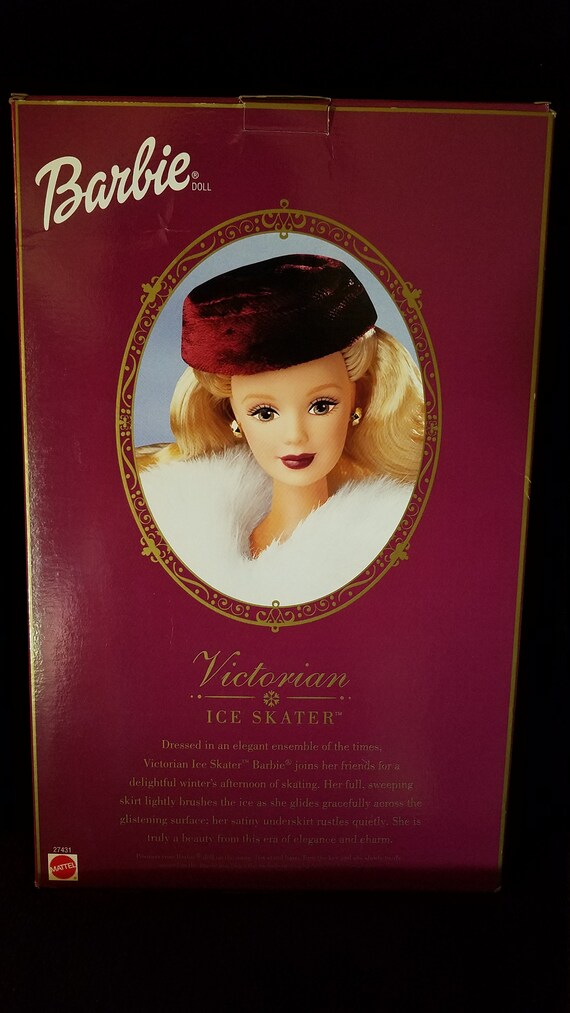 Barbie® DOLL
Victorian
ICE SKATER™
Dressed in an elegant ensemble of the times,
Victorian Ice Skater™ Barbie® joins her friends for a
delightful winter's afternoon of skating. Her full, sweeping
skirt lightly brushes the ice as she glides gracefully across the
glistening surface; her satiny underskirt rustles quietly. She is
truly a beauty from this era of elegance and charm.
27431
MATTEL